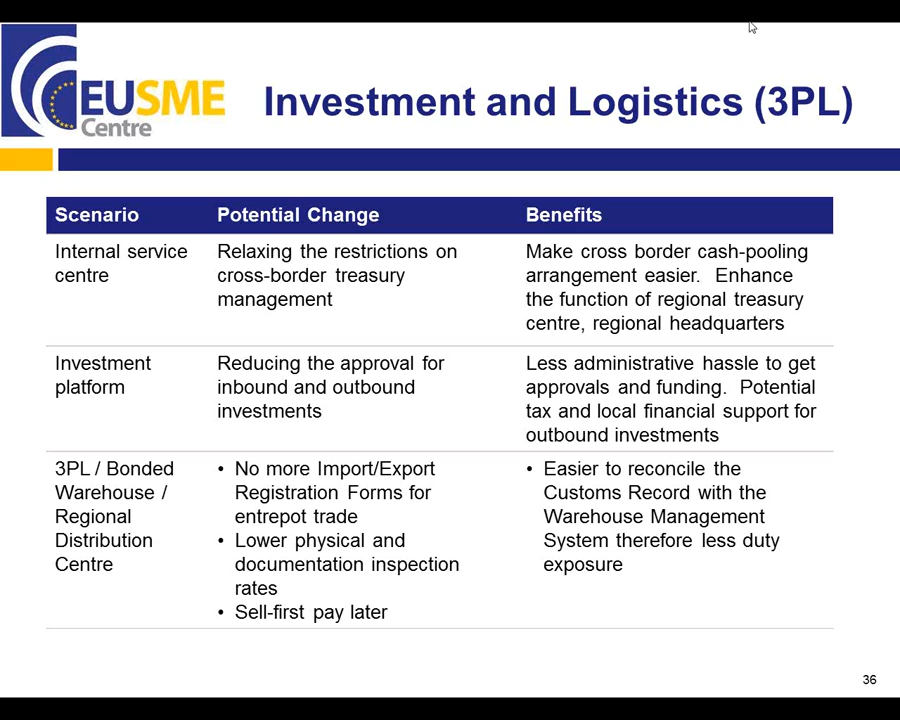 EUSME
Centre
Investment and Logistics (3PL)
Scenario Potential Change Benefits
Internal service
centre
Relaxing the restrictions on
cross-border treasury
management
Make cross border cash-pooling
arrangement easier. Enhance
the function of regional treasury
centre, regional headquarters
Investment
platform
Reducing the approval for
inbound and outbound
investments
Less administrative hassle to get
approvals and funding. Potential
tax and local financial support for
outbound investments
3PL / Bonded
Warehouse /
Regional
Distribution
Centre
• No more Import/Export
Registration Forms for
entrepot trade
• Lower physical and
documentation inspection
rates
• Sell-first pay later
• Easier to reconcile the
Customs Record with the
Warehouse Management
System therefore less duty
exposure
36